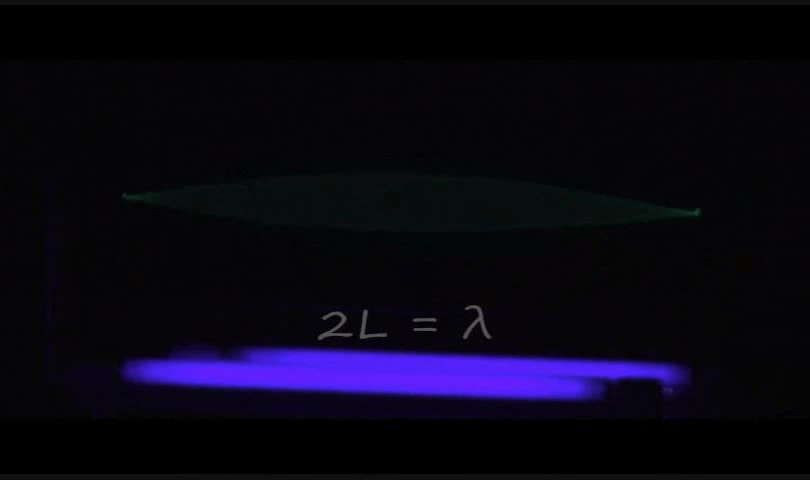 2L = λ